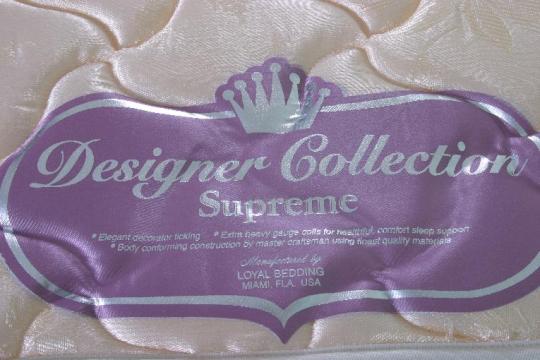 Designer Collection
Supreme
* Elegant decorator ticking * Extra heavy gauge coils for healthful, comfort sleep support
* Body conforming construction by master craftsman using finest quality materials
Manufactured by
LOYAL BEDDING
MIAMI, FLA. USA